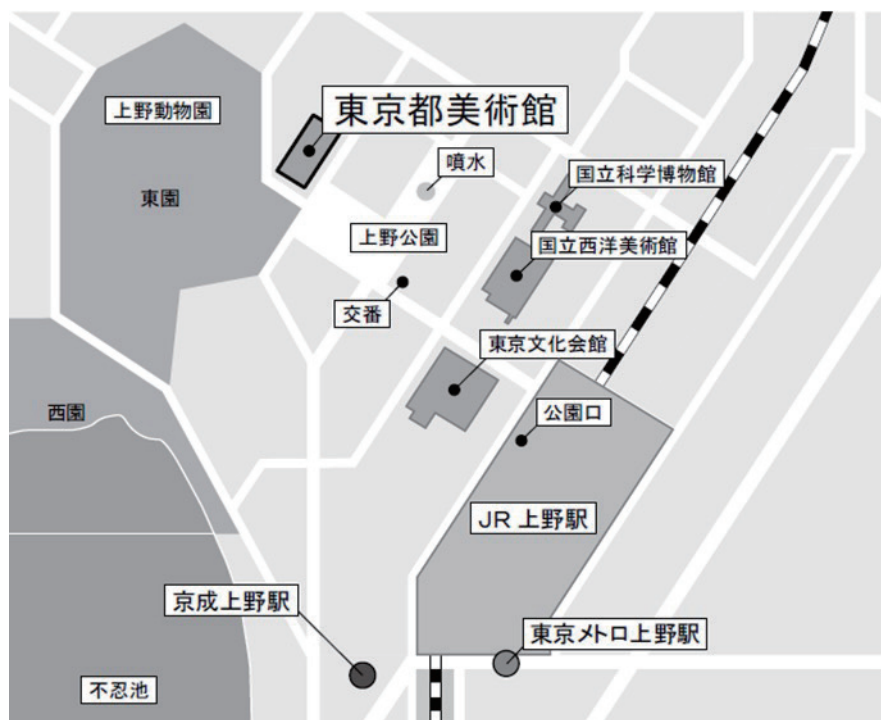 上野動物園
東京都美術館
噴水
国立科学博物館
東園
上野公園
国立西洋美術館
交番
東京文化会館
西園
公園口
JR 上野駅
京成上野駅
東京メトロ上野駅
不忍池